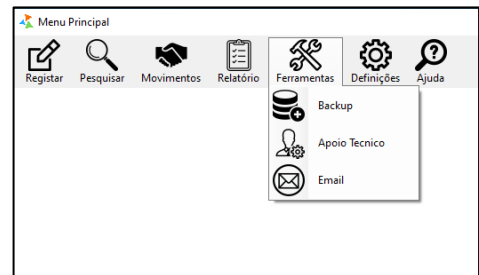 Menu Principal
Registar Pesquisar Movimentos Relatório Ferramentas Definições Ajuda
Backup
Apoio Tecnico
Email